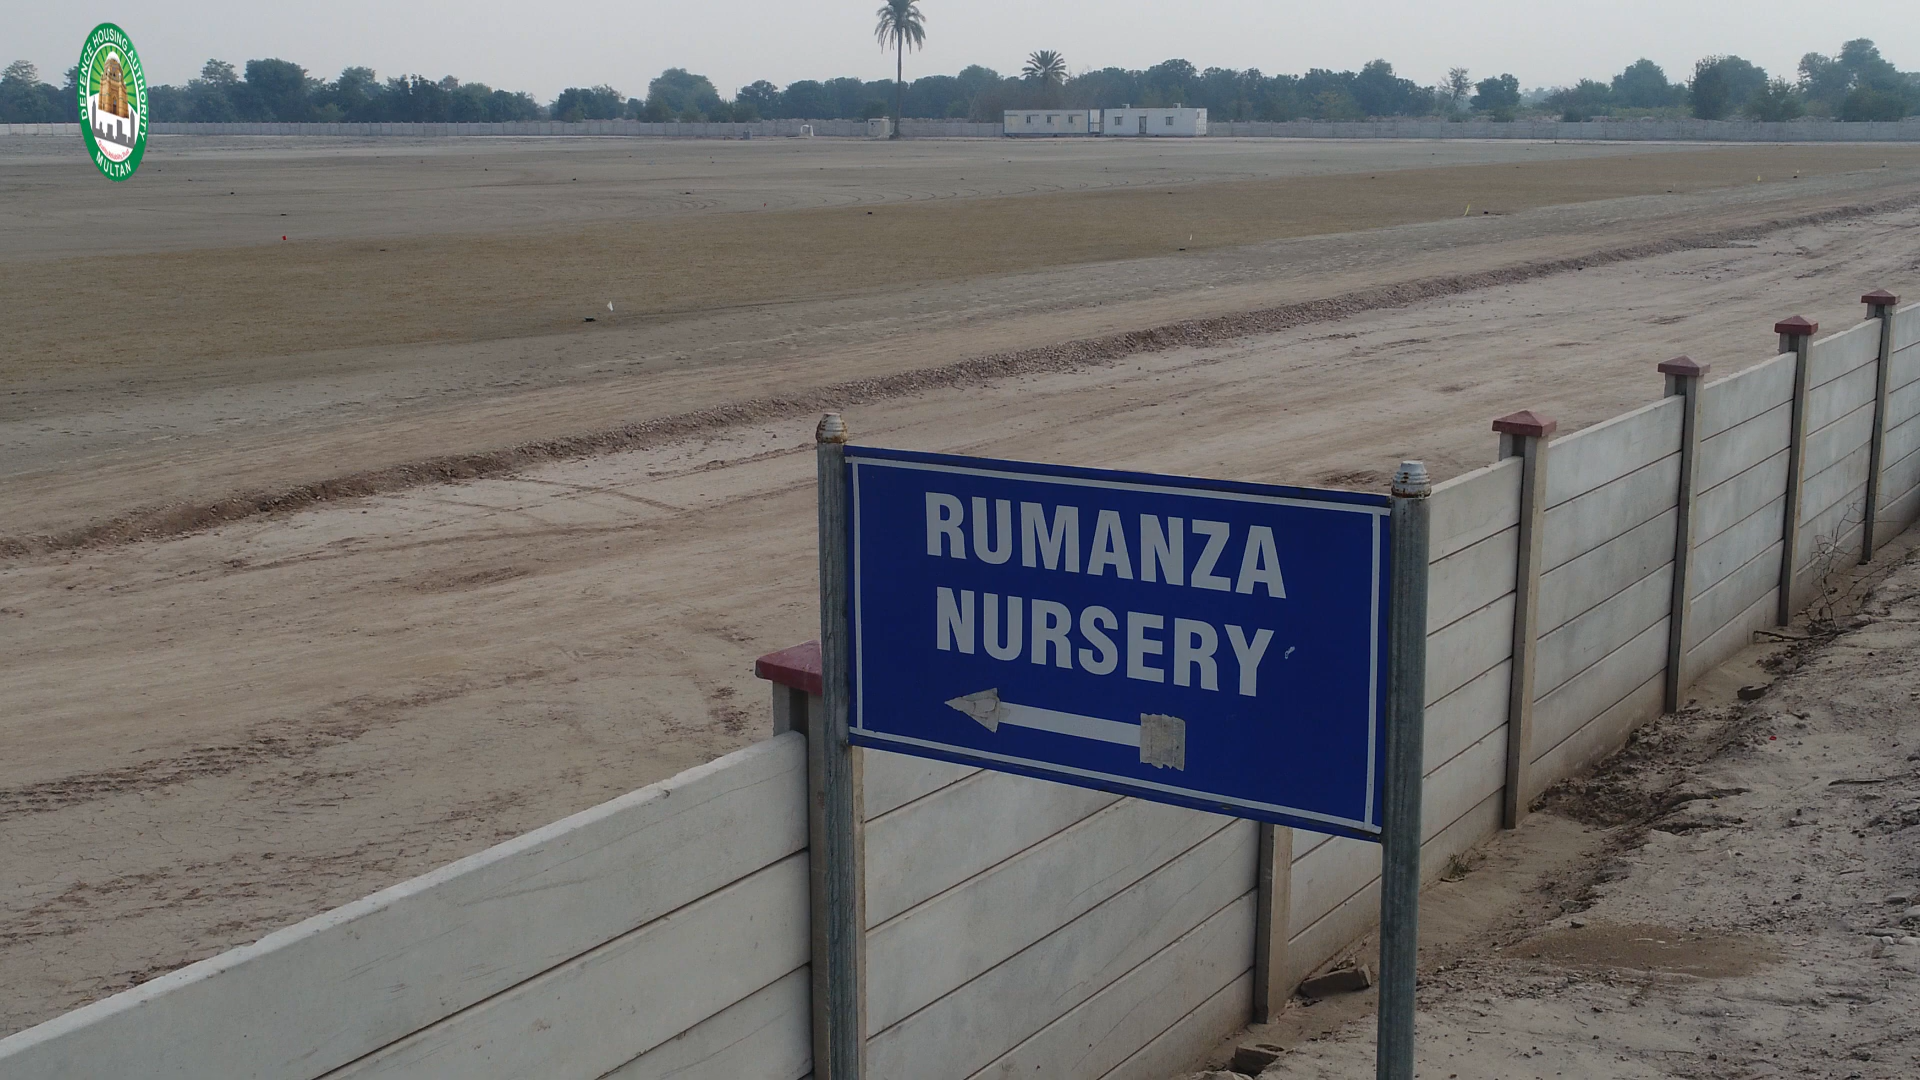 DEFENCE HOUSING AUTHORITY
MULTAN
RUMANZA
NURSERY